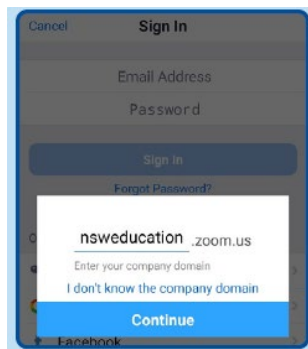 Cancel Sign In
Email Address
Password
Sign In
Forgot Password?
O
nsweducation .zoom.us
Enter your company domain
I don't know the company domain
Continue
Facebook